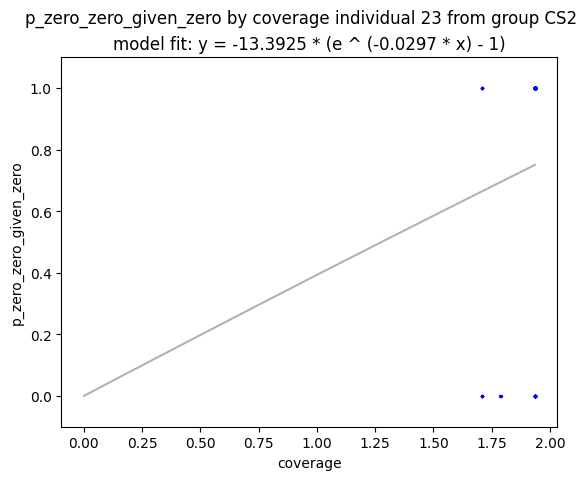 p_zero_zero_given_zero by coverage individual 23 from group CS2
model fit: y = -13.3925 * (e ^ (-0.0297 * x) - 1)
1.0
0.8
0.6
0.4
0.2
0.0
p_zero_zero_given_zero
0.00 0.25 0.50 0.75 1.00 1.25 1.50 1.75 2.00
coverage